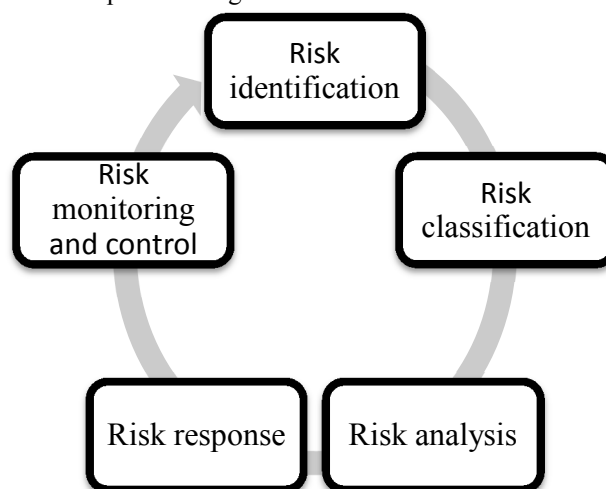 Risk
identification
Risk
classification
Risk
monitoring
and control
Risk response
Risk analysis